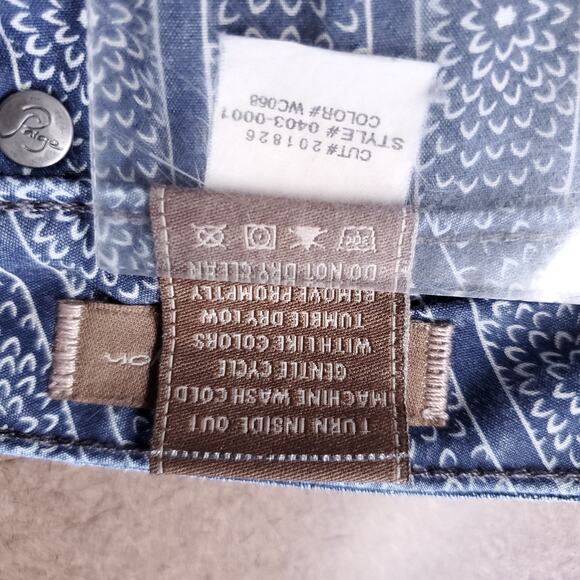 Paige
CUT# 201826
STYLE# 0403-0001
COLOR# WC068
TURN INSIDE OUT
MACHINE WASH COLD
GENTLE CYCLE
WITH LIKE COLORS
TUMBLE DRY LOW
REMOVE PROMPTLY
DO NOT DRY CLEAN